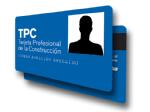 TPC
Tarjeta Profesional
de la Construcción